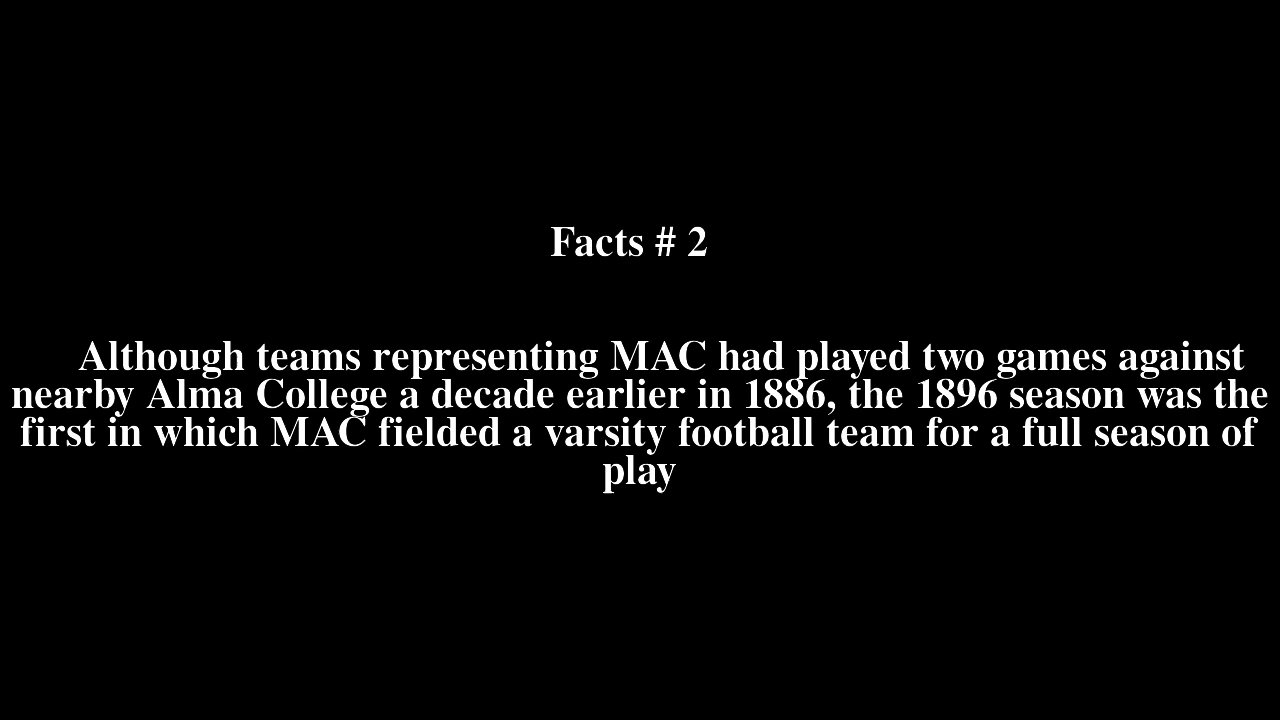 Facts # 2
Although teams representing MAC had played two games against
nearby Alma College a decade earlier in 1886, the 1896 season was the
first in which MAC fielded a varsity football team for a full season of
play